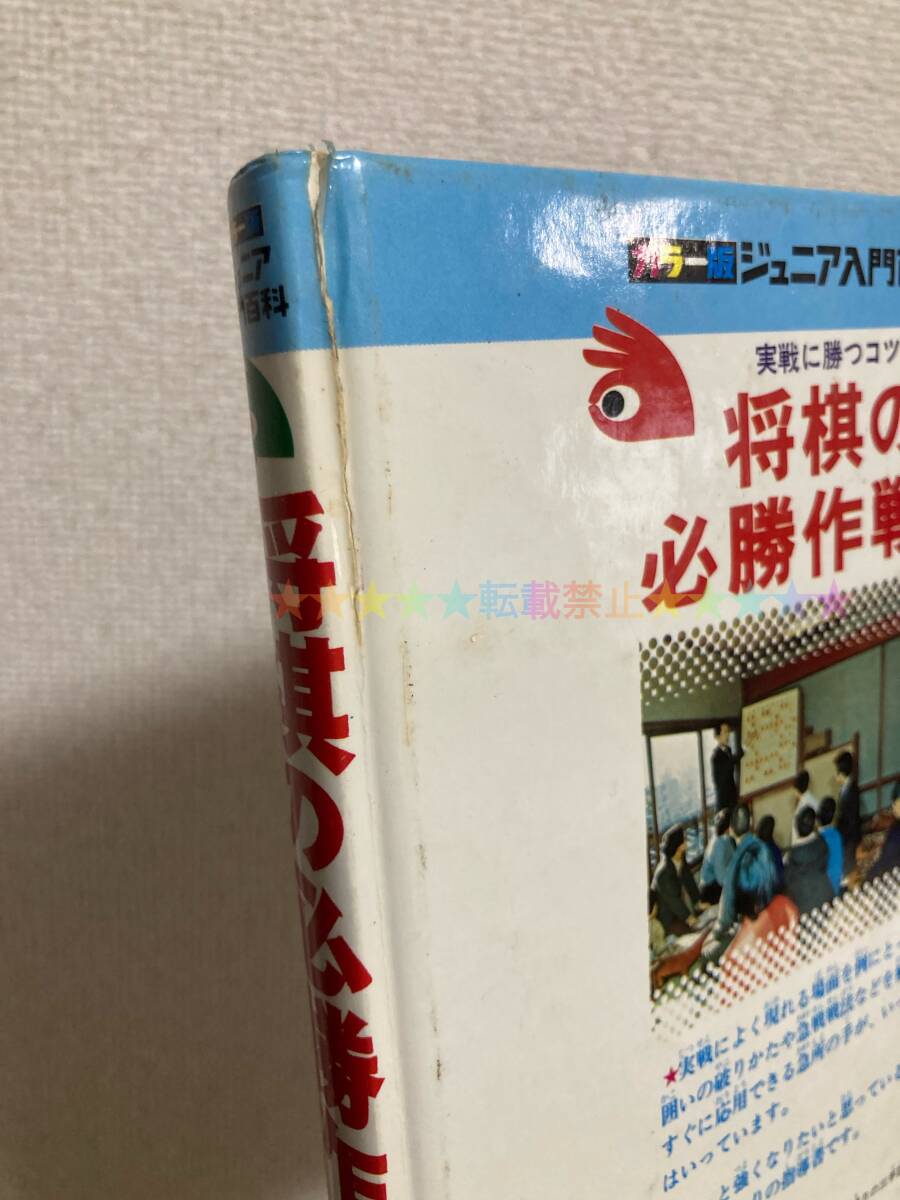 カラー版ジュニア入門
実戦に勝つコツ
将棋の
必勝作戦
★★★★★転載禁止★★★★★
★実戦によく現れる場面を例にとっ
囲いの破りかたや急戦戦法などを
すぐに応用できる急所の手が、いっ
はいっています。
と強くなりたいと思っている
りの指導書です。
ニア
百科
将棋の必勝